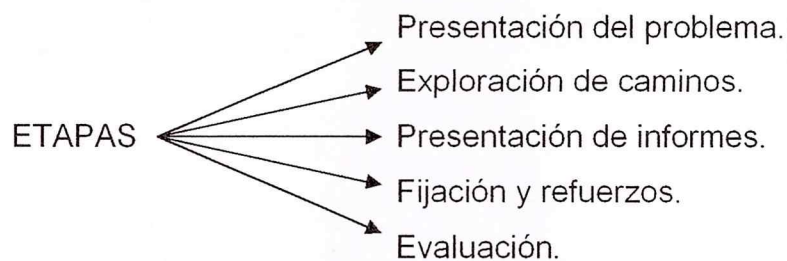 Presentación del problema.
Exploración de caminos.
ETAPAS
Presentación de informes.
Fijación y refuerzos.
Evaluación.